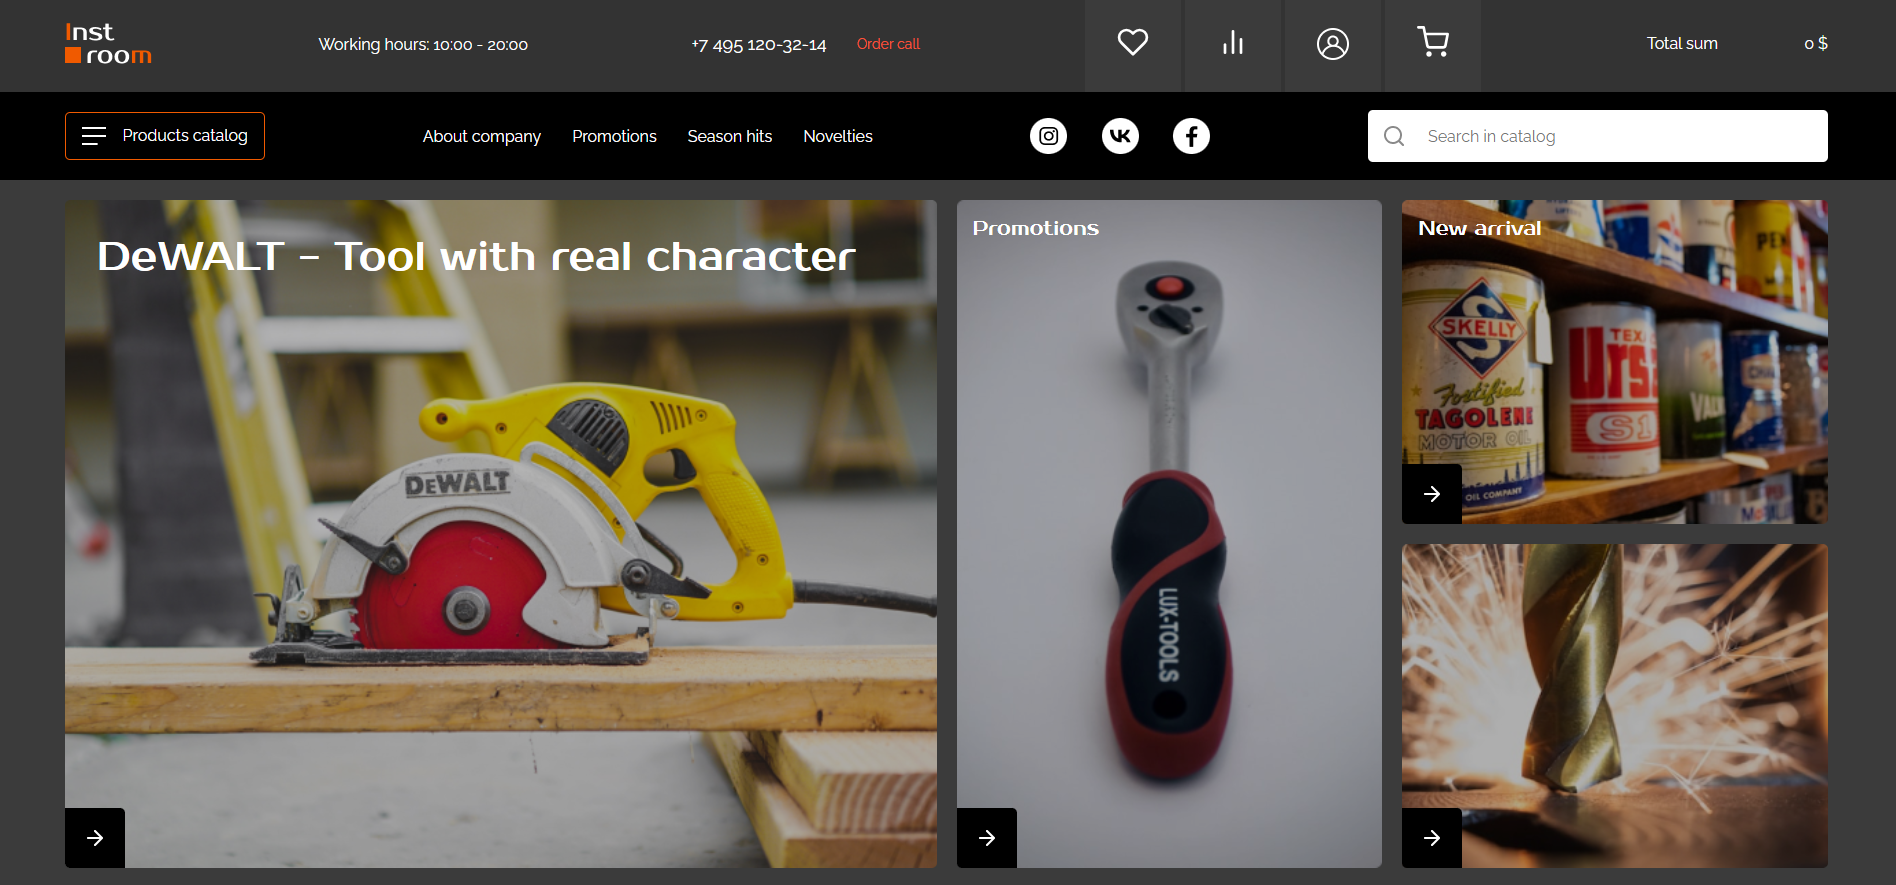 Inst
room
Working hours: 10:00 - 20:00
+7 495 120-32-14
Order call
Total sum
0 $
Products catalog
About company
Promotions
Season hits
Novelties
Search in catalog
DeWALT - Tool with real character
DEWALT
Promotions
LUX-TOOLS
New arrival
SKELLY
S
Fortified
TAGOLENE
MOTOR OIL
OIL COMPANY
S1